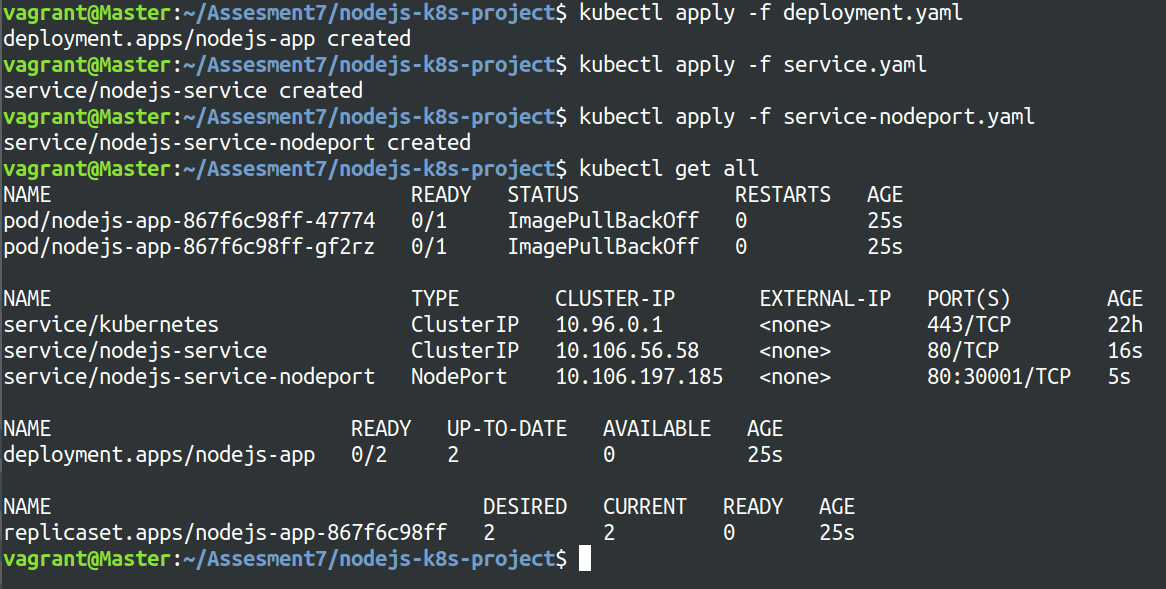 vagrant@Master:~/Assesment7/nodejs-k8s-project$ kubectl apply -f deployment.yaml
deployment.apps/nodejs-app created
vagrant@Master:~/Assesment7/nodejs-k8s-project$ kubectl apply -f service.yaml
service/nodejs-service created
vagrant@Master:~/Assesment7/nodejs-k8s-project$ kubectl apply -f service-nodeport.yaml
service/nodejs-service-nodeport created
vagrant@Master:~/Assesment7/nodejs-k8s-project$ kubectl get all
NAME READY STATUS RESTARTS AGE
pod/nodejs-app-867f6c98ff-47774 0/1 ImagePullBackOff 0 25s
pod/nodejs-app-867f6c98ff-gf2rz 0/1 ImagePullBackOff 0 25s
NAME TYPE CLUSTER-IP EXTERNAL-IP PORT(S) AGE
service/kubernetes ClusterIP 10.96.0.1 <none> 443/TCP 22h
service/nodejs-service ClusterIP 10.106.56.58 <none> 80/TCP 16s
service/nodejs-service-nodeport NodePort 10.106.197.185 <none> 80:30001/TCP 5s
NAME READY UP-TO-DATE AVAILABLE AGE
deployment.apps/nodejs-app 0/2 2 0 25s
NAME DESIRED CURRENT READY AGE
replicaset.apps/nodejs-app-867f6c98ff 2 2 0 25s
vagrant@Master:~/Assesment7/nodejs-k8s-project$